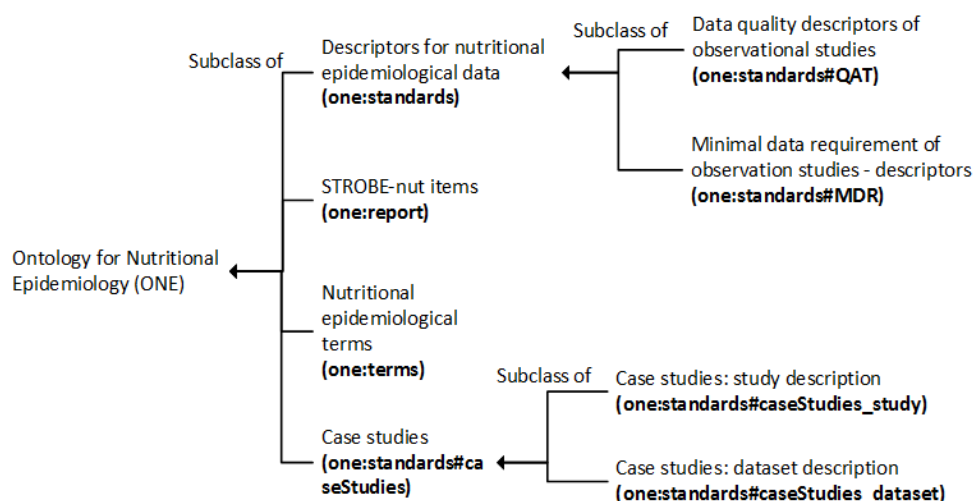 Ontology for Nutritional
Epidemiology (ONE)
Subclass of
Descriptors for nutritional
epidemiological data
(one:standards)
Subclass of
Data quality descriptors of
observational studies
(one:standards#QAT)
Minimal data requirement of
observation studies - descriptors
(one:standards#MDR)
STROBE-nut items
(one:report)
Nutritional
epidemiological
terms
(one:terms)
Case studies
(one:standards#ca
seStudies)
Subclass of
Case studies: study description
(one:standards#caseStudies_study)
Case studies: dataset description
(one:standards#caseStudies_dataset)